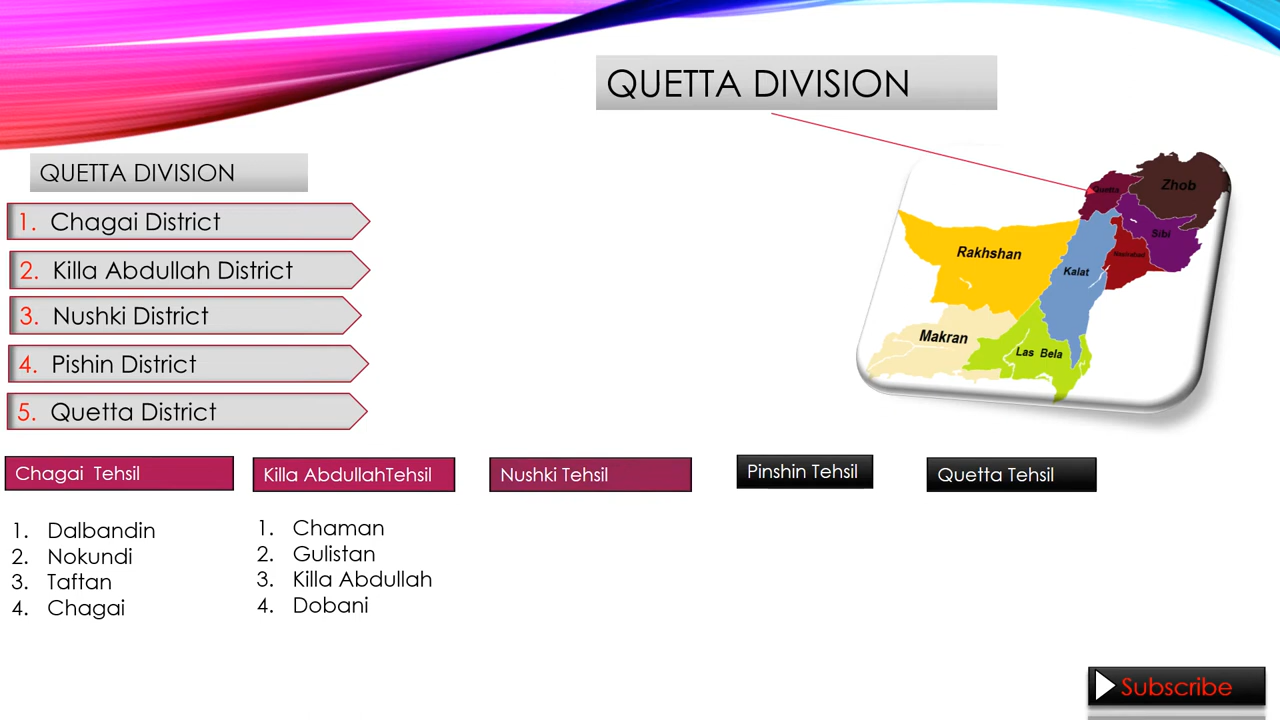 QUETTA DIVISION
QUETTA DIVISION
1. Chagai District
2. Killa Abdullah District
3. Nushki District
4. Pishin District
5. Quetta District
Quetta
Zhob
Sibi
Rakhshan
Kalat
Makran
Las Bela
Chagai Tehsil
Killa AbdullahTehsil
Nushki Tehsil
Pinshin Tehsil
Quetta Tehsil
1. Dalbandin
2. Nokundi
3. Taftan
4. Chagai
1. Chaman
2. Gulistan
3. Killa Abdullah
4. Dobani
Subscribe